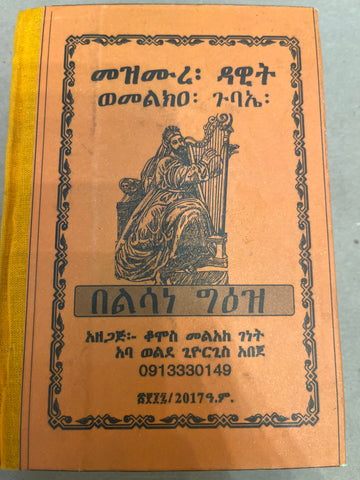 መዝሙረ፡ ዳዊት
ወመልክዐ፡ ጉባኤ፡
በልሳነ ግዕዝ
አዘጋጅ፦ ቆሞስ መልአከ ገነት
አባ ወልደ ጊዮርጊስ አበጀ
0913330149
፳፻፲፯/2017ዓ.ም.